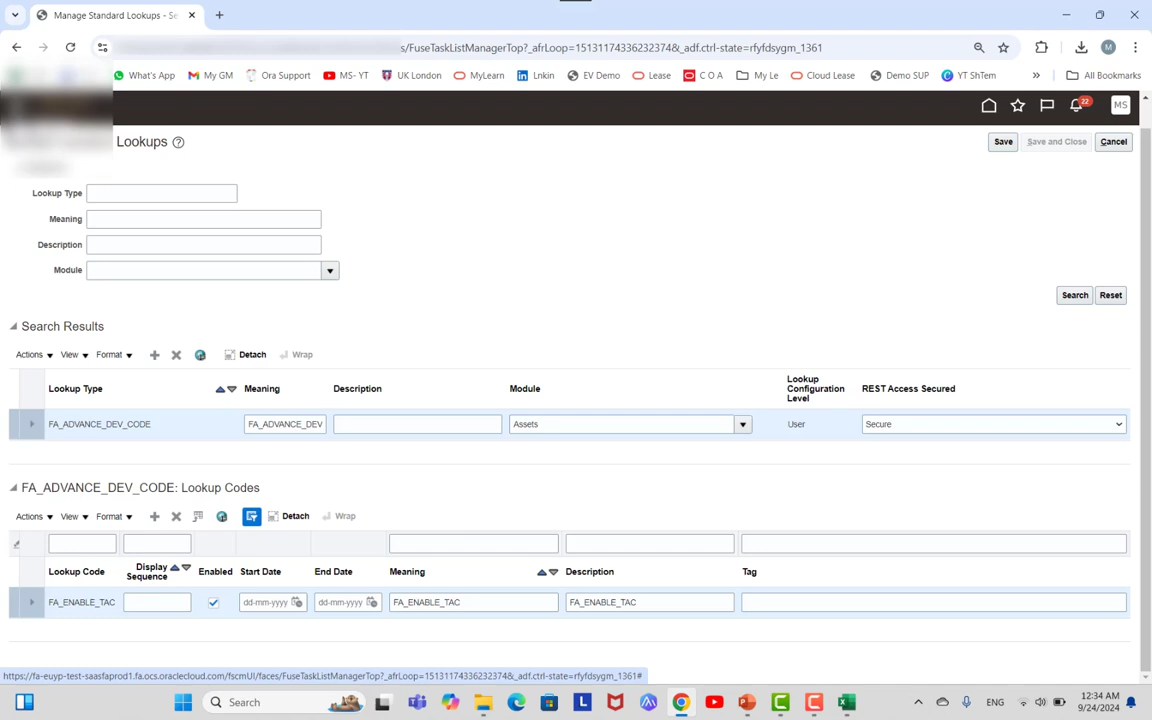 Manage Standard Lookups - Se
s/FuseTaskListManagerTop?_afrLoop=15131174336232374&_adf.ctrl-state=rfyfdsygm_1361
M
What's App
My GM
Ora Support
MS- YT
UK London
MyLearn
Lnkin
EV Demo
Lease
C O A
My Le
Cloud Lease
Demo SUP
YT ShTem
All Bookmarks
22
MS
Lookups
Save
Save and Close
Cancel
Lookup Type
Meaning
Description
Module
Search
Reset
Search Results
Actions View Format Detach Wrap
Lookup Type Meaning Description Module Lookup Configuration Level REST Access Secured
FA_ADVANCE_DEV_CODE FA_ADVANCE_DEV Assets User Secure
FA_ADVANCE_DEV_CODE: Lookup Codes
Actions View Format Detach Wrap
Lookup Code Display Sequence Enabled Start Date End Date Meaning Description Tag
FA_ENABLE_TAC dd-mm-yyyy dd-mm-yyyy FA_ENABLE_TAC FA_ENABLE_TAC
https://fa-euyp-test-saasfaprod1.fa.ocs.oraclecloud.com/fscmUI/faces/FuseTaskListManagerTop?_afrLoop=15131174336232374&_adf.ctrl-state=rfyfdsygm_1361#
Search
ENG
12:34 AM
9/24/2024